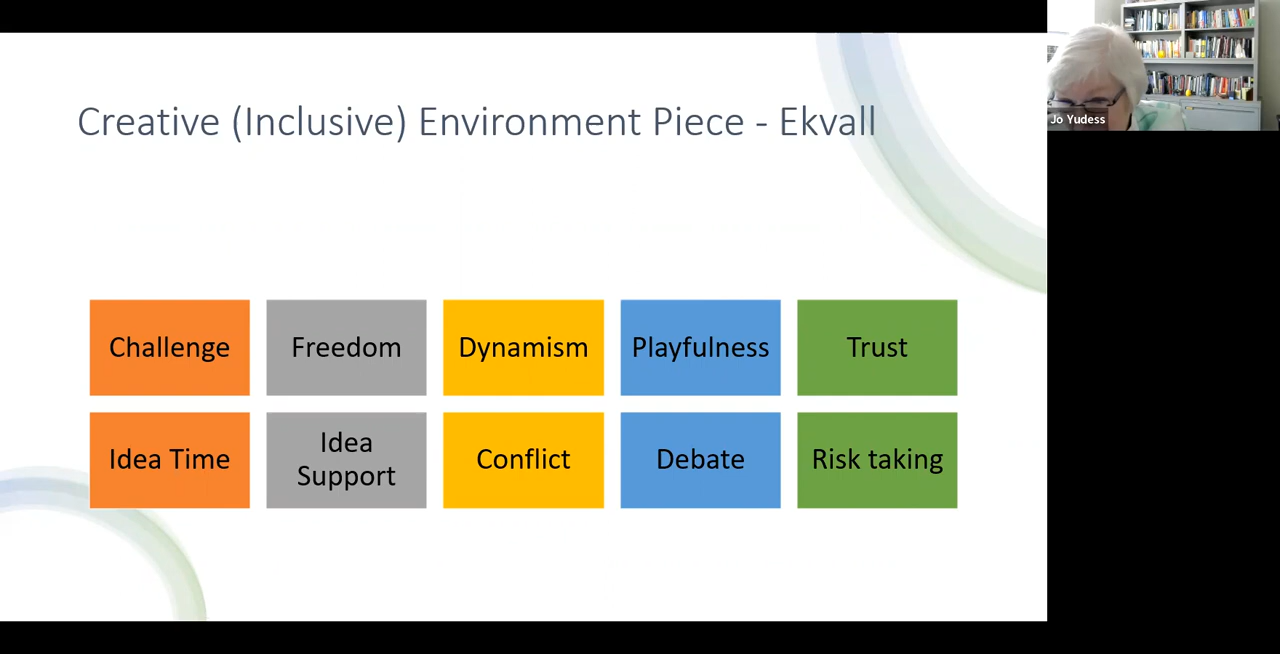 Creative (Inclusive) Environment Piece - Ekvall
Jo Yudess
Challenge
Freedom
Dynamism
Playfulness
Trust
Idea Time
Idea
Support
Conflict
Debate
Risk taking